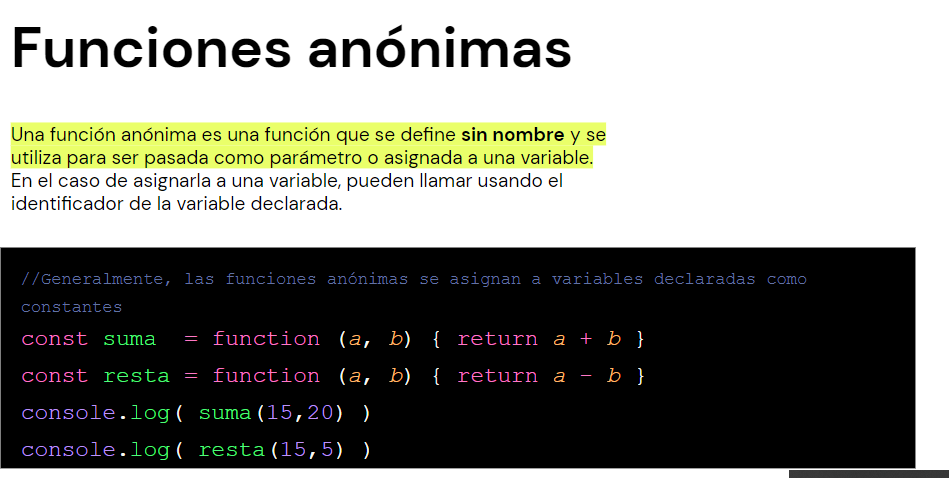 Funciones anónimas
Una función anónima es una función que se define sin nombre y se
utiliza para ser pasada como parámetro o asignada a una variable.
En el caso de asignarla a una variable, pueden llamar usando el
identificador de la variable declarada.
//Generalmente, las funciones anónimas se asignan a variables declaradas como
constantes
const suma  = function (a, b) { return a + b }
const resta = function (a, b) { return a - b }
console.log( suma(15,20) )
console.log( resta(15,5) )